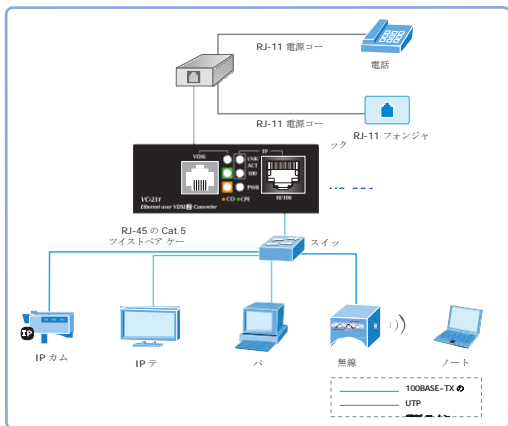 RJ-11 電源コー
電話
RJ-11 電源コー
RJ-11 フォンジャ
ック
VDSL
TP
LNK
ACT
100
PWR
VC-231
CO
CPE
10/100
Ethernet over VDSL2 Converter
RJ-45 の Cat.5
ツイストペア ケー
スイッ
IP
IP カム
IP テ
パ
無線
ノート
100BASE-TX の
UTP